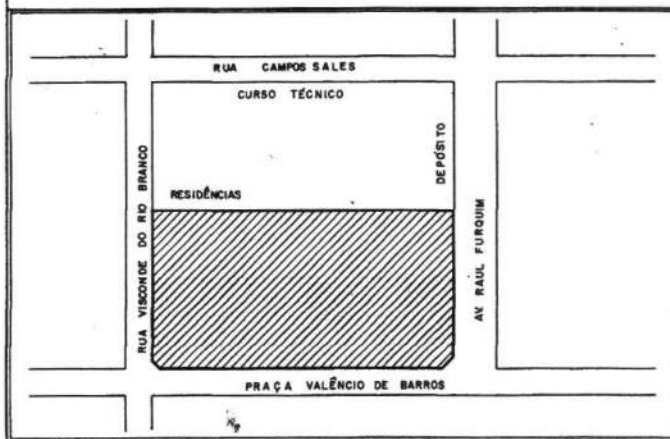 RUA CAMPOS SALES
CURSO TÉCNICO
DEPÓSITO
RESIDÊNCIAS
RUA VISCONDE DO RIO BRANCO
AV. RAUL FURQUIM
PRAÇA VALÊNCIO DE BARROS